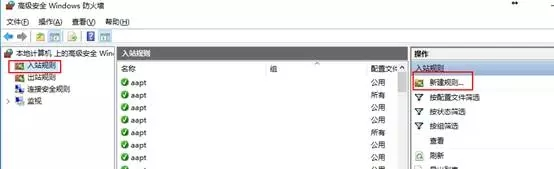 高级安全 Windows 防火墙
文件(F) 操作(A) 查看(V) 帮助(H)
本地计算机 上的高级安全 Win
入站规则
出站规则
连接安全规则
监视
入站规则
名称 组 配置文件
aapt 公用
aapt 公用
aapt 所有
aapt 公用
aapt 所有
aapt 公用
aapt 公用
操作
入站规则
新建规则...
按配置文件筛选
按状态筛选
按组筛选
查看
刷新